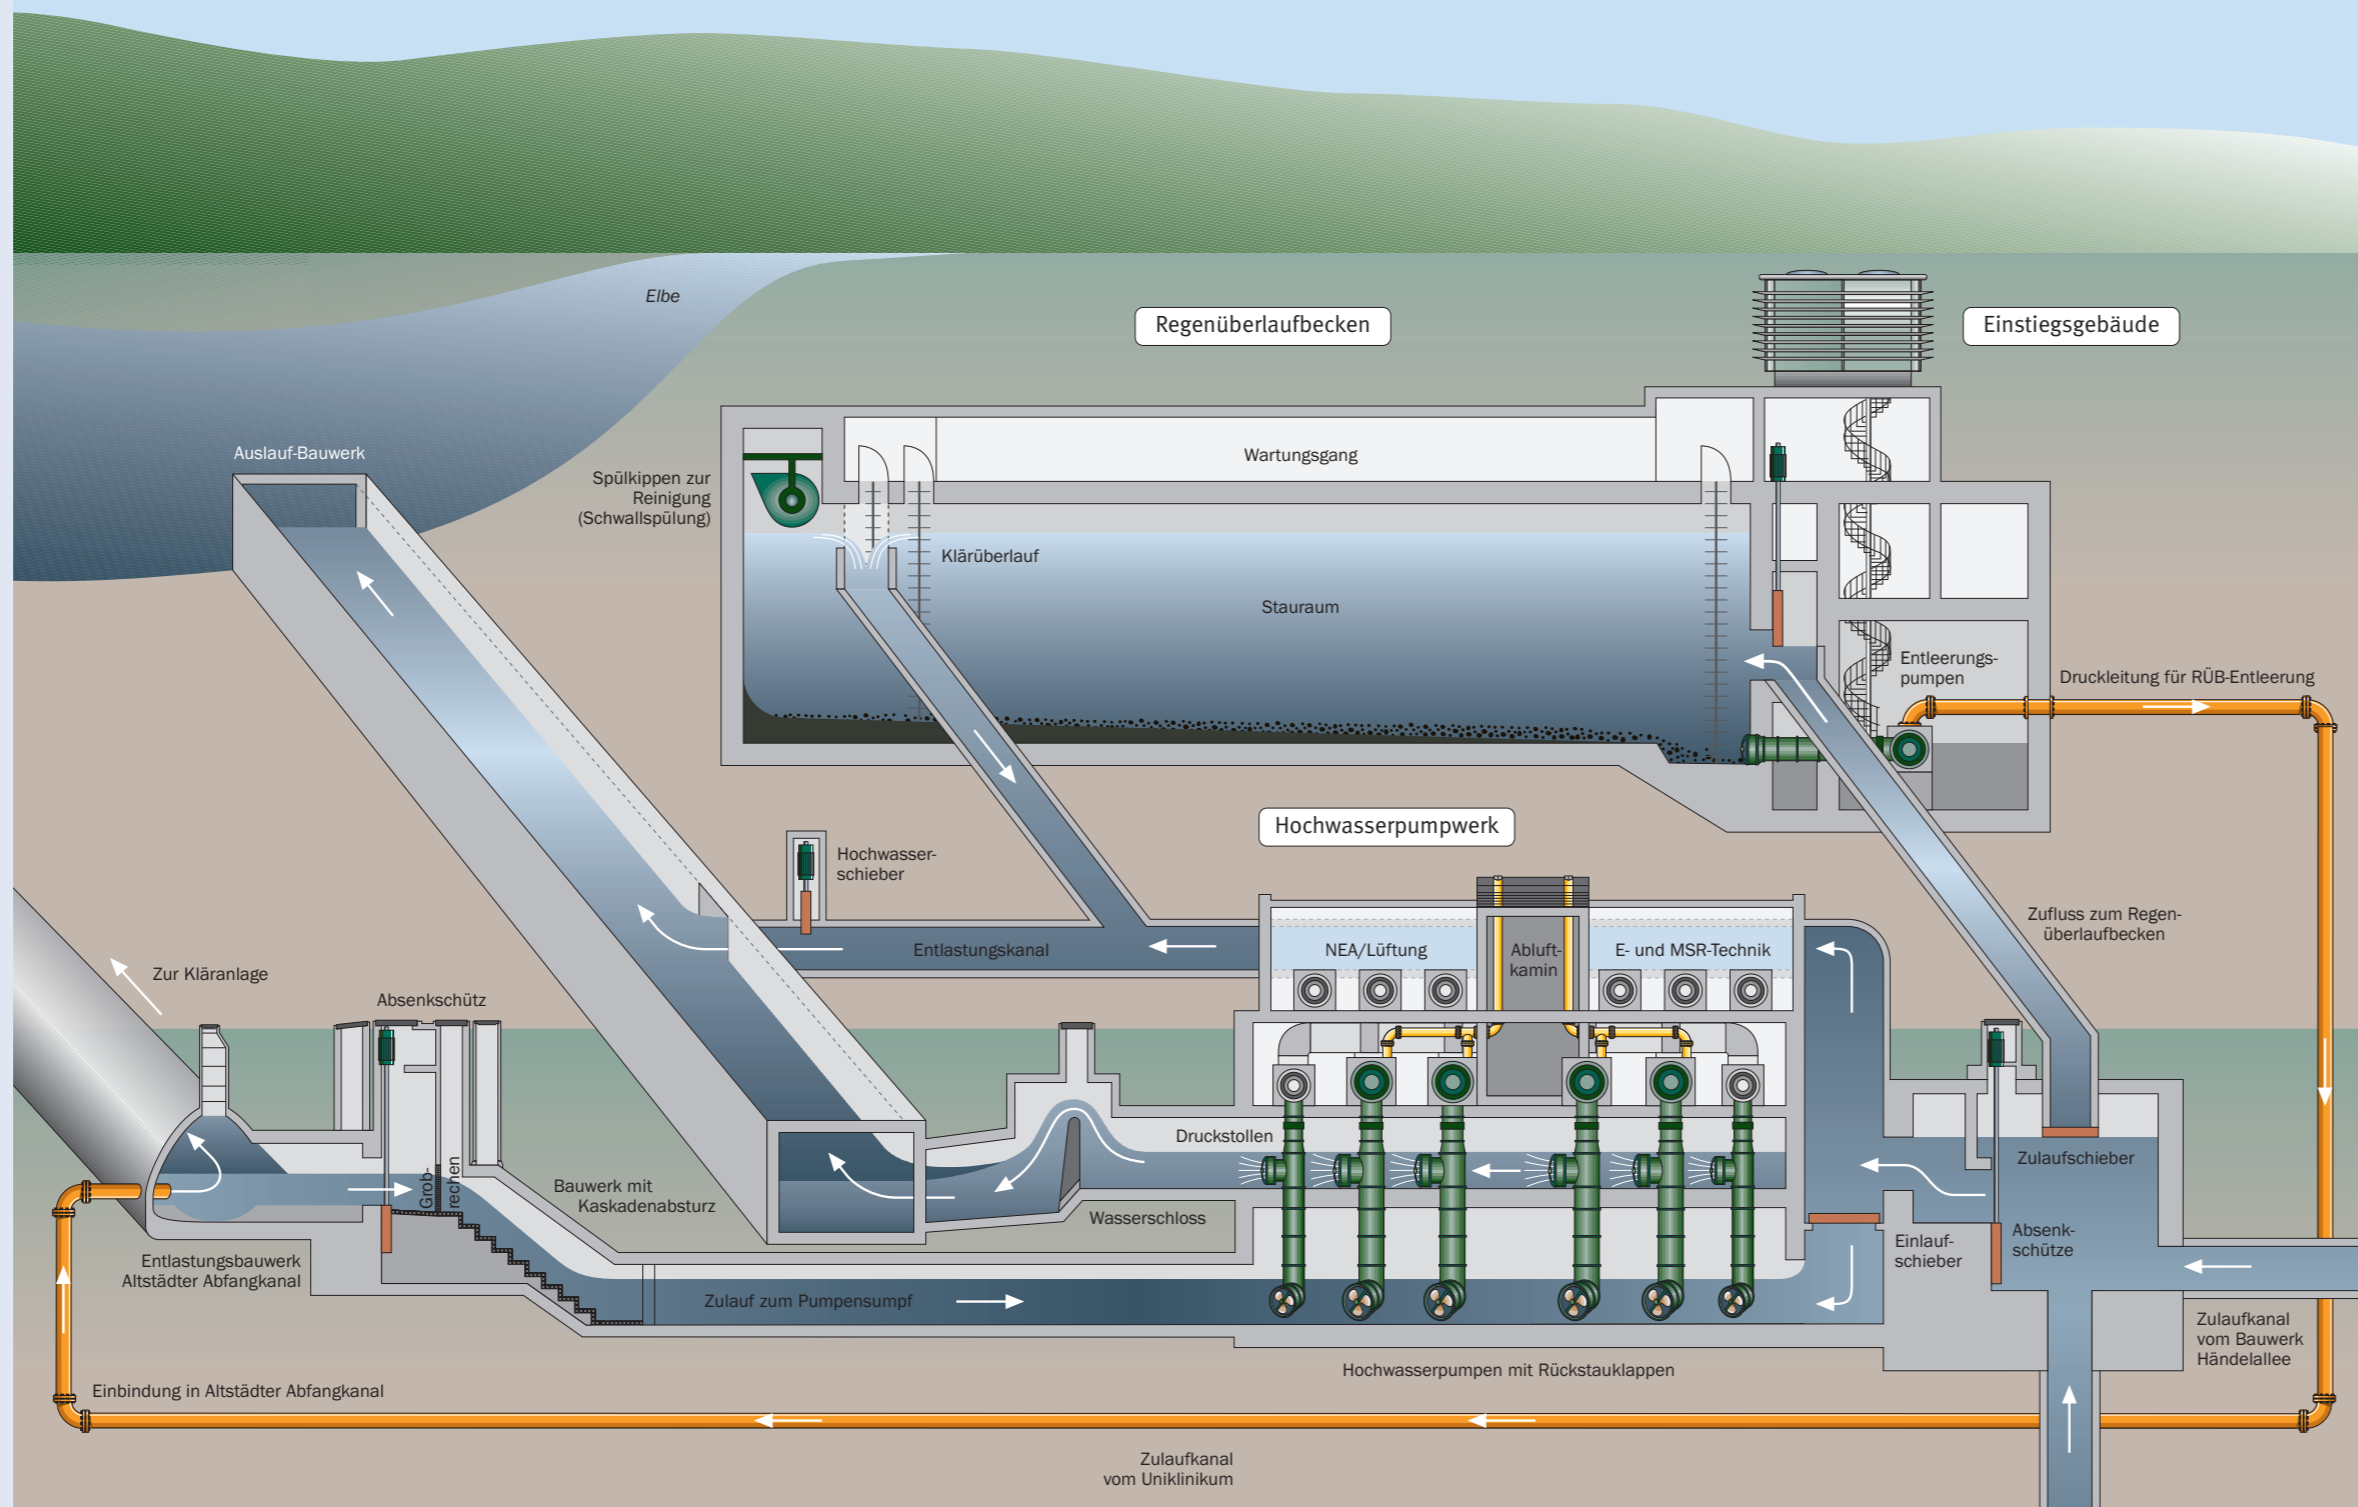 Elbe
Regenüberlaufbecken
Einstiegsgebäude
Auslauf-Bauwerk
Wartungsgang
Spülkippen zur
Reinigung
(Schwallspülung)
Klärüberlauf
Stauraum
Entleerungs-
pumpen
Druckleitung für RÜB-Entleerung
Hochwasserpumpwerk
Hochwasser-
schieber
Zufluss zum Regen-
überlaufbecken
Entlastungskanal
NEA/Lüftung
Abluft-
kamin
E- und MSR-Technik
Zur Kläranlage
Absenkschütz
Grob-
rechen
Druckstollen
Zulaufschieber
Bauwerk mit
Kaskadenabsturz
Wasserschloss
Absenk-
schütze
Einlauf-
schieber
Entlastungsbauwerk
Altstädter Abfangkanal
Zulauf zum Pumpensumpf
Zulaufkanal
vom Bauwerk
Händelallee
Hochwasserpumpen mit Rückstauklappen
Einbindung in Altstädter Abfangkanal
Zulaufkanal
vom Uniklinikum